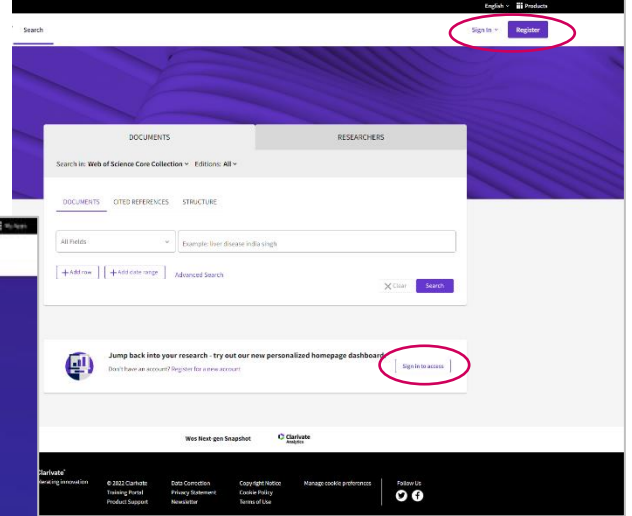 English Products
Search Sign In Register
DOCUMENTS RESEARCHERS
Search in: Web of Science Core Collection Editions: All
DOCUMENTS CITED REFERENCES STRUCTURE
All Fields Example: liver disease india singh
+ Add row + Add date range Advanced Search
Clear Search
Jump back into your research - try out our new personalized homepage dashboard
Don't have an account? Register for a new account
Sign in to access
Wos Next-gen Snapshot Clarivate
Analytics
Clarivate
innovation © 2022 Clarivate Data Correction Copyright Notice Manage cookie preferences Follow Us
Training Portal Privacy Statement Cookie Policy
Product Support Newsletter Terms of Use